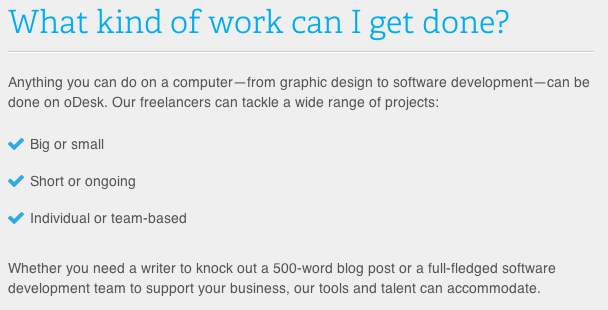 What kind of work can I get done?
Anything you can do on a computer—from graphic design to software development—can be
done on oDesk. Our freelancers can tackle a wide range of projects:
Big or small
Short or ongoing
Individual or team-based
Whether you need a writer to knock out a 500-word blog post or a full-fledged software
development team to support your business, our tools and talent can accommodate.